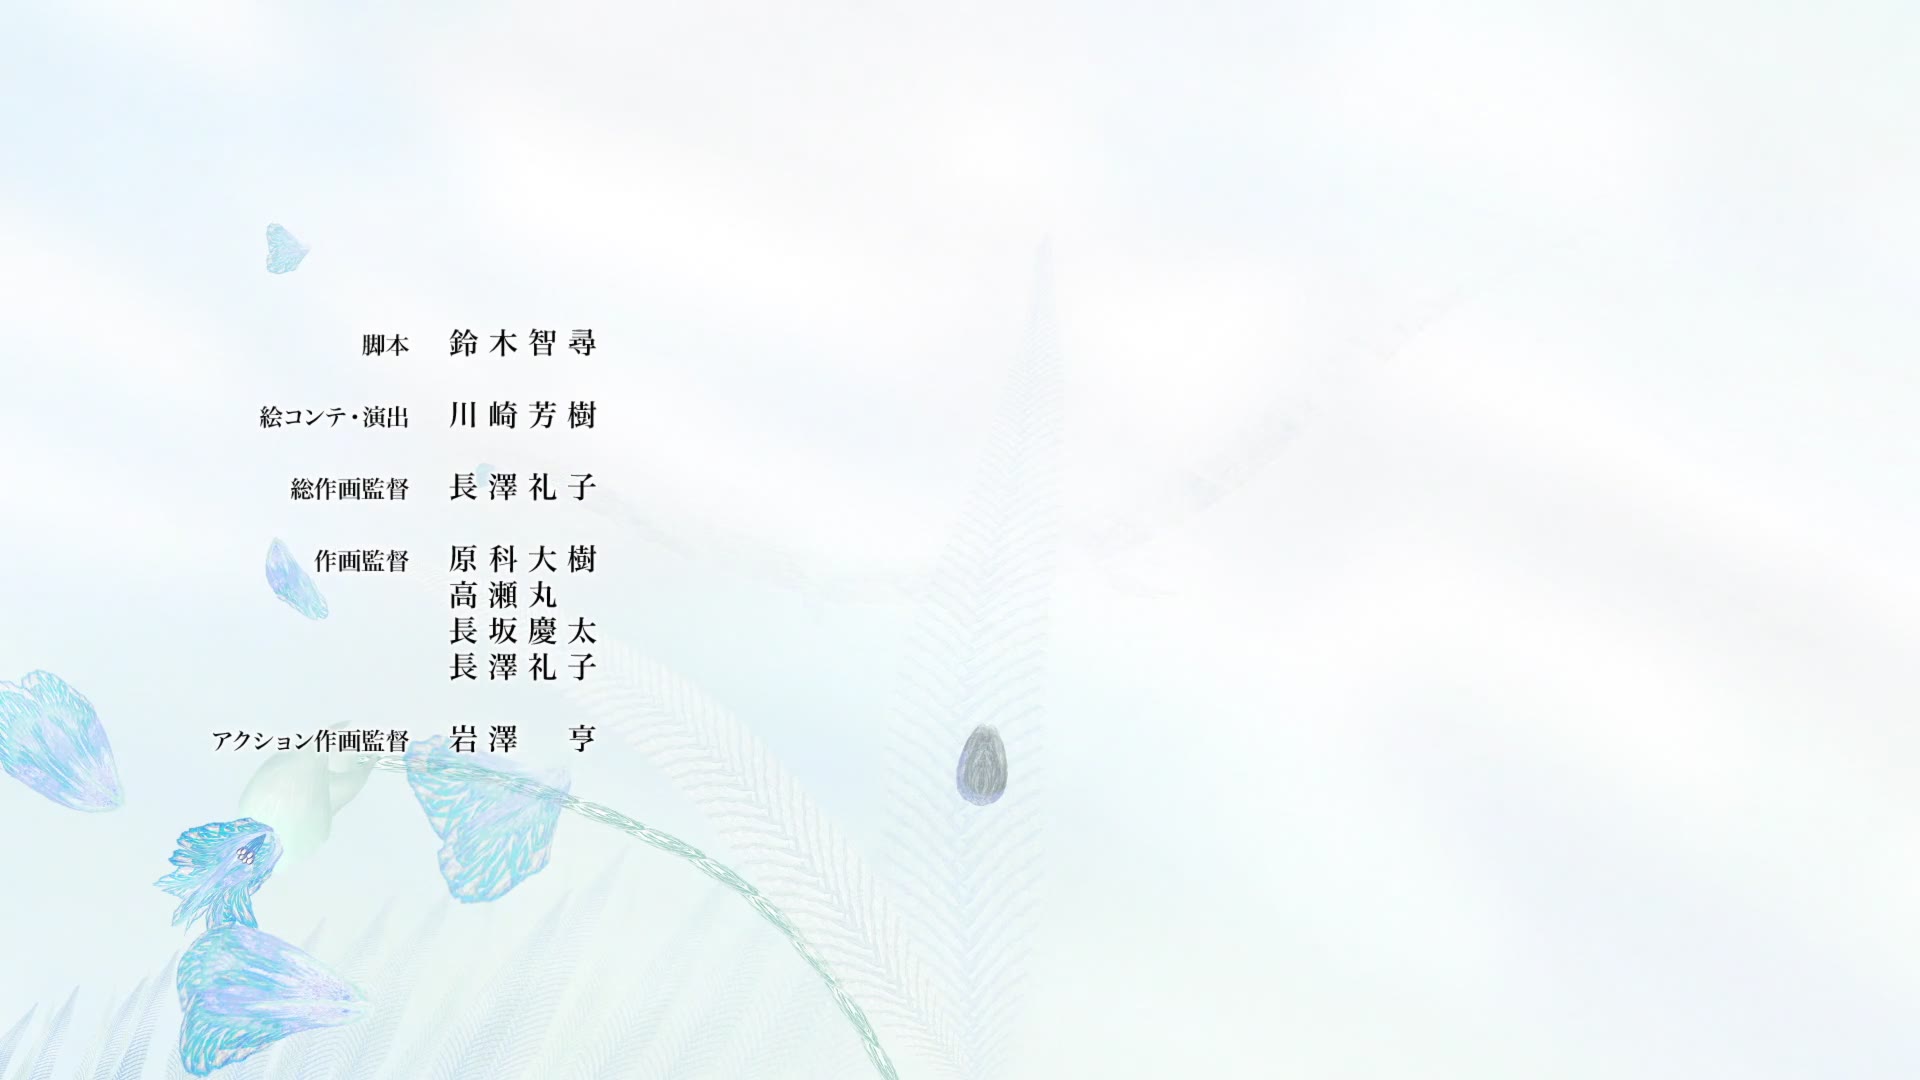 脚本 鈴木智尋
絵コンテ・演出 川崎芳樹
総作画監督 長澤礼子
作画監督 原科大樹
高瀬丸
長坂慶太
長澤礼子
アクション作画監督 岩澤 亨